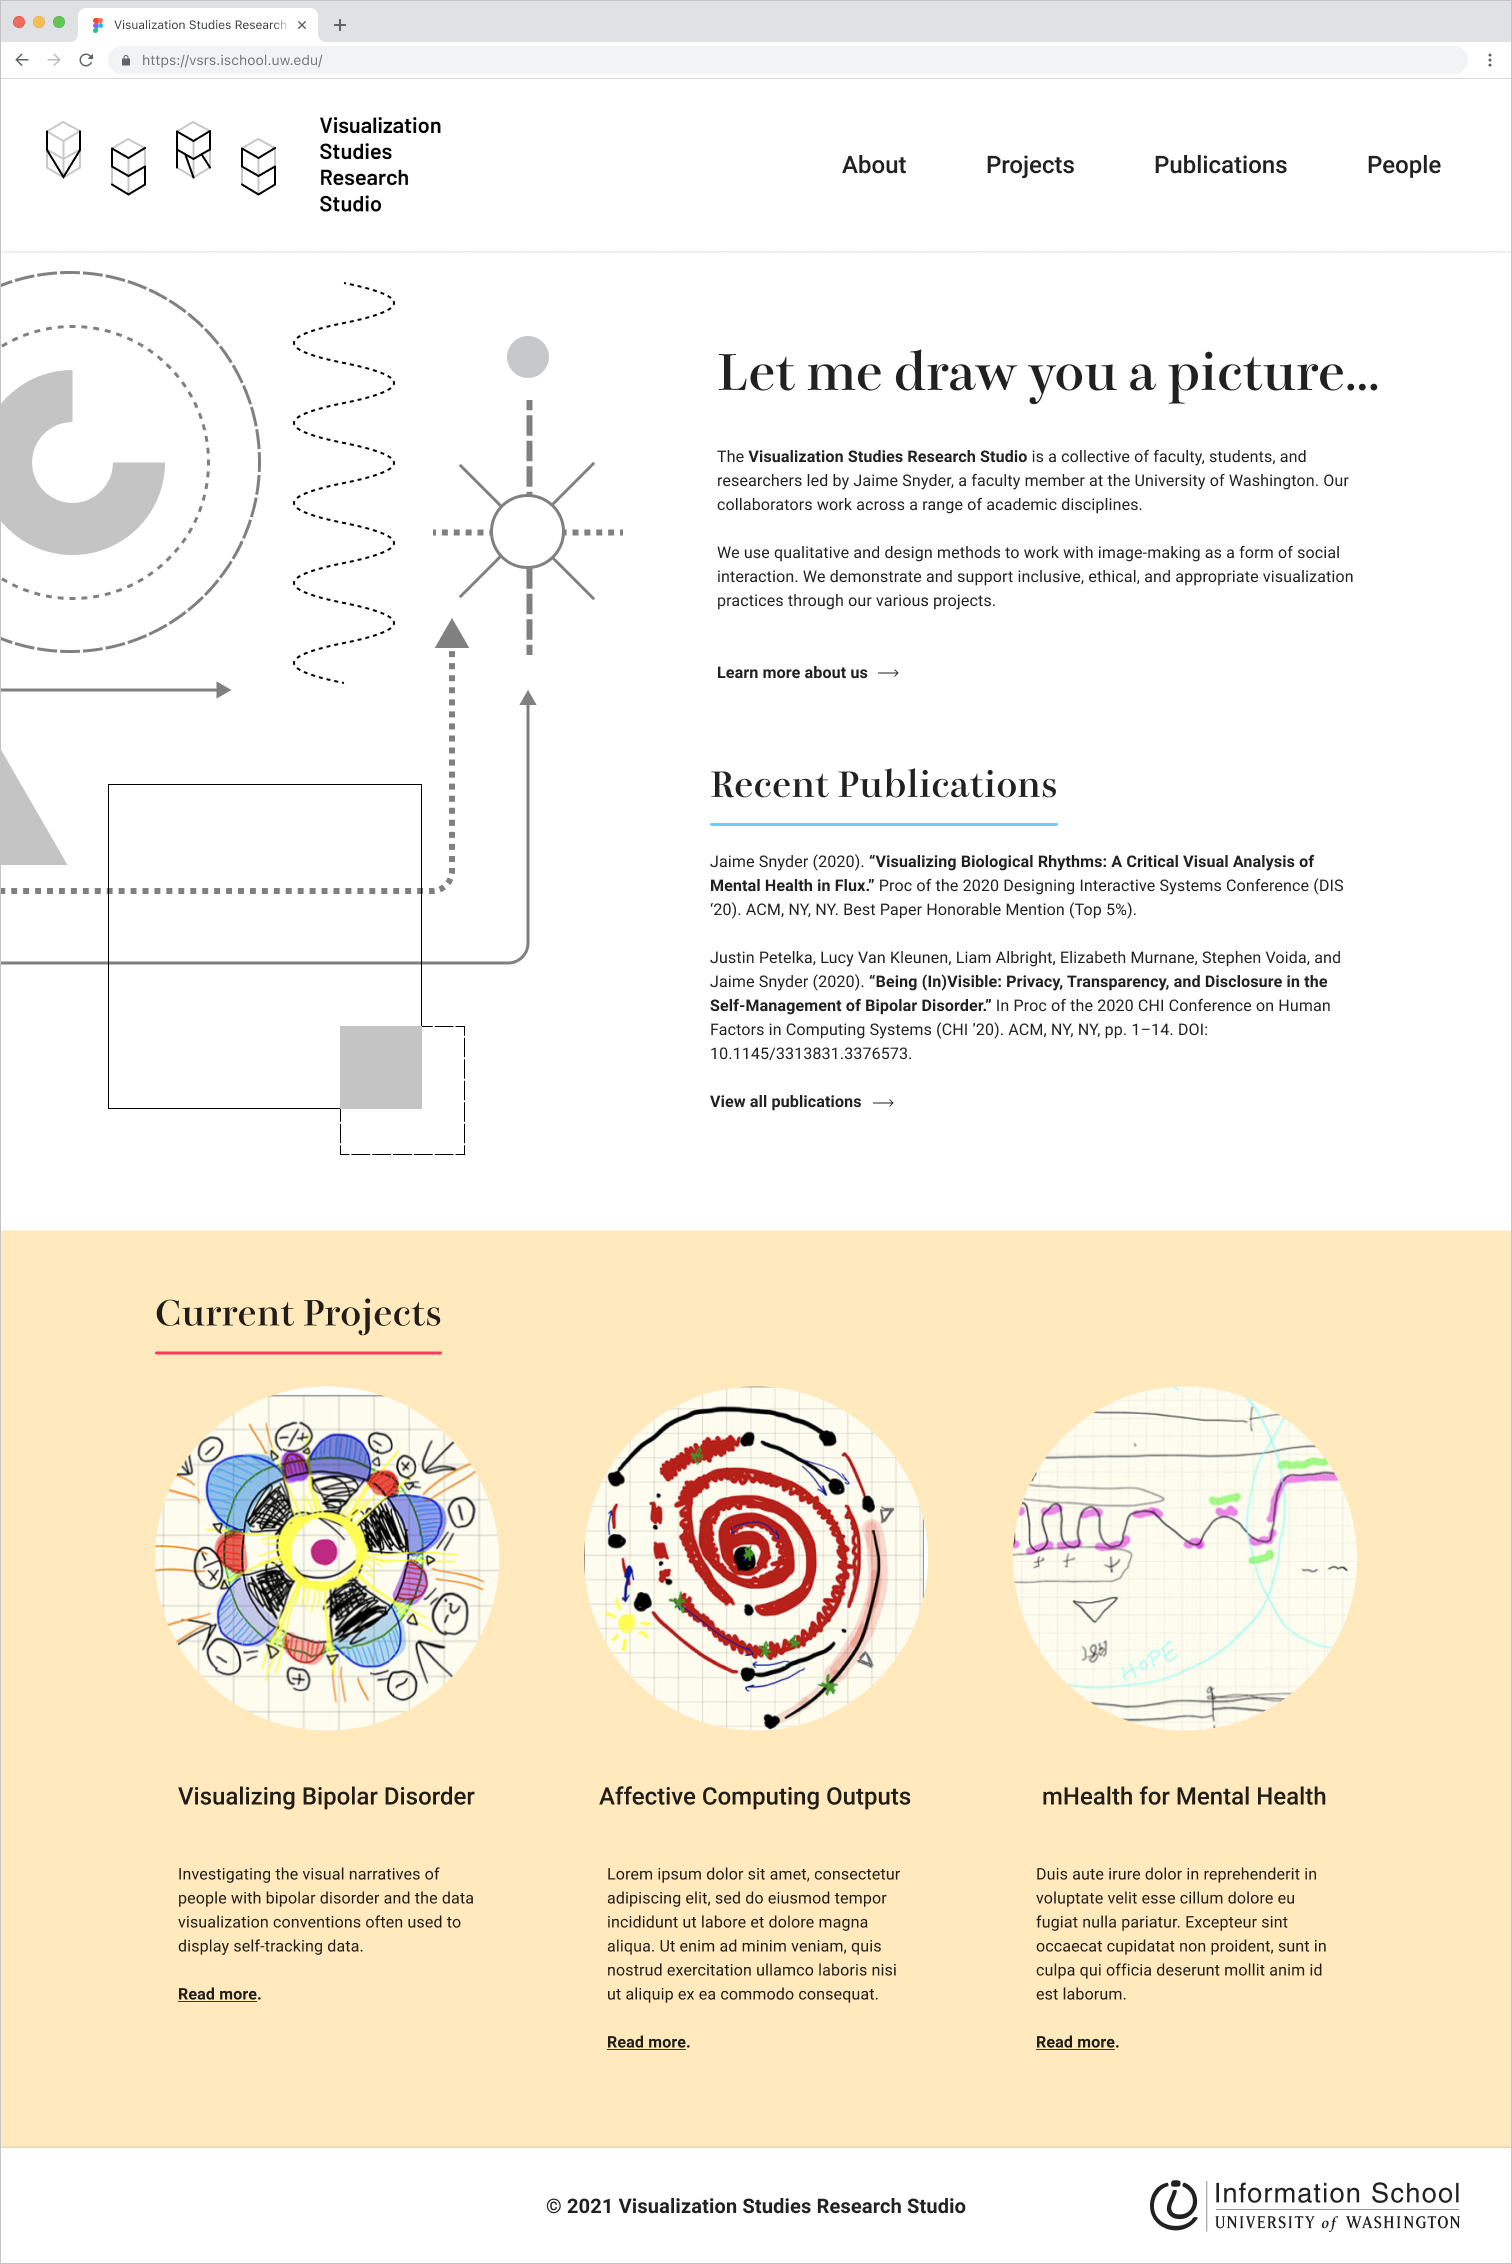 Visualization Studies Research
https://vsrs.ischool.uw.edu/
VSRS
Visualization
Studies
Research
Studio
About
Projects
Publications
People
Let me draw you a picture...
The Visualization Studies Research Studio is a collective of faculty, students, and
researchers led by Jaime Snyder, a faculty member at the University of Washington. Our
collaborators work across a range of academic disciplines.
We use qualitative and design methods to work with image-making as a form of social
interaction. We demonstrate and support inclusive, ethical, and appropriate visualization
practices through our various projects.
Learn more about us
Recent Publications
Jaime Snyder (2020). “Visualizing Biological Rhythms: A Critical Visual Analysis of
Mental Health in Flux.” Proc of the 2020 Designing Interactive Systems Conference (DIS
‘20). ACM, NY, NY. Best Paper Honorable Mention (Top 5%).
Justin Petelka, Lucy Van Kleunen, Liam Albright, Elizabeth Murnane, Stephen Voida, and
Jaime Snyder (2020). “Being (In)Visible: Privacy, Transparency, and Disclosure in the
Self-Management of Bipolar Disorder.” In Proc of the 2020 CHI Conference on Human
Factors in Computing Systems (CHI ’20). ACM, NY, NY, pp. 1–14. DOI:
10.1145/3313831.3376573.
View all publications
Current Projects
HOPE
Visualizing Bipolar Disorder
Investigating the visual narratives of
people with bipolar disorder and the data
visualization conventions often used to
display self-tracking data.
Read more.
Affective Computing Outputs
Lorem ipsum dolor sit amet, consectetur
adipiscing elit, sed do eiusmod tempor
incididunt ut labore et dolore magna
aliqua. Ut enim ad minim veniam, quis
nostrud exercitation ullamco laboris nisi
ut aliquip ex ea commodo consequat.
Read more.
mHealth for Mental Health
Duis aute irure dolor in reprehenderit in
voluptate velit esse cillum dolore eu
fugiat nulla pariatur. Excepteur sint
occaecat cupidatat non proident, sunt in
culpa qui officia deserunt mollit anim id
est laborum.
Read more.
© 2021 Visualization Studies Research Studio
Information School
UNIVERSITY of WASHINGTON